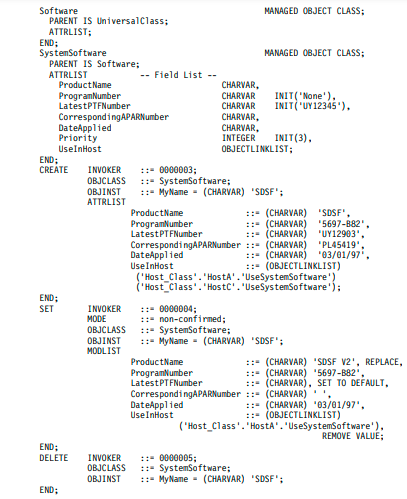 Software                                      MANAGED OBJECT CLASS;
  PARENT IS UniversalClass;
  ATTRLIST;
END;
SystemSoftware                                MANAGED OBJECT CLASS;
  PARENT IS Software;
  ATTRLIST          -- Field List --
    ProductName                     CHARVAR,
    ProgramNumber                   CHARVAR    INIT('None'),
    LatestPTFNumber                 CHARVAR    INIT('UY12345'),
    CorrespondingAPARNumber         CHARVAR,
    DateApplied                     CHARVAR,
    Priority                        INTEGER    INIT(3),
    UseInHost                       OBJECTLINKLIST;
END;
CREATE    INVOKER   ::= 0000003;
          OBJCLASS  ::= SystemSoftware;
          OBJINST   ::= MyName = (CHARVAR) 'SDSF';
          ATTRLIST
                  ProductName             ::= (CHARVAR)  'SDSF',
                  ProgramNumber           ::= (CHARVAR)  '5697-B82',
                  LatestPTFNumber         ::= (CHARVAR)  'UY12903',
                  CorrespondingAPARNumber ::= (CHARVAR)  'PL45419',
                  DateApplied             ::= (CHARVAR)  '03/01/97',
                  UseInHost               ::= (OBJECTLINKLIST)
                   ('Host_Class'.'HostA'.'UseSystemSoftware')
                   ('Host_Class'.'HostC'.'UseSystemSoftware');
END;
SET       INVOKER   ::= 0000004;
          MODE      ::= non-confirmed;
          OBJCLASS  ::= SystemSoftware;
          OBJINST   ::= MyName = (CHARVAR) 'SDSF';
          MODLIST
                  ProductName             ::= (CHARVAR) 'SDSF V2', REPLACE,
                  ProgramNumber           ::= (CHARVAR) '5697-B82',
                  LatestPTFNumber         ::= (CHARVAR), SET TO DEFAULT,
                  CorrespondingAPARNumber ::= (CHARVAR) ' ',
                  DateApplied             ::= (CHARVAR) '03/01/97',
                  UseInHost               ::= (OBJECTLINKLIST)
                            ('Host_Class'.'HostA'.'UseSystemSoftware'),
                                                         REMOVE VALUE;
END;
DELETE    INVOKER   ::= 0000005;
          OBJCLASS  ::= SystemSoftware;
          OBJINST   ::= MyName = (CHARVAR) 'SDSF';
END;